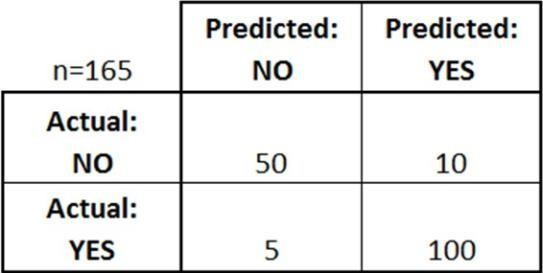 Predicted: Predicted:
n=165 NO YES
Actual:
NO 50 10
Actual:
YES 5 100